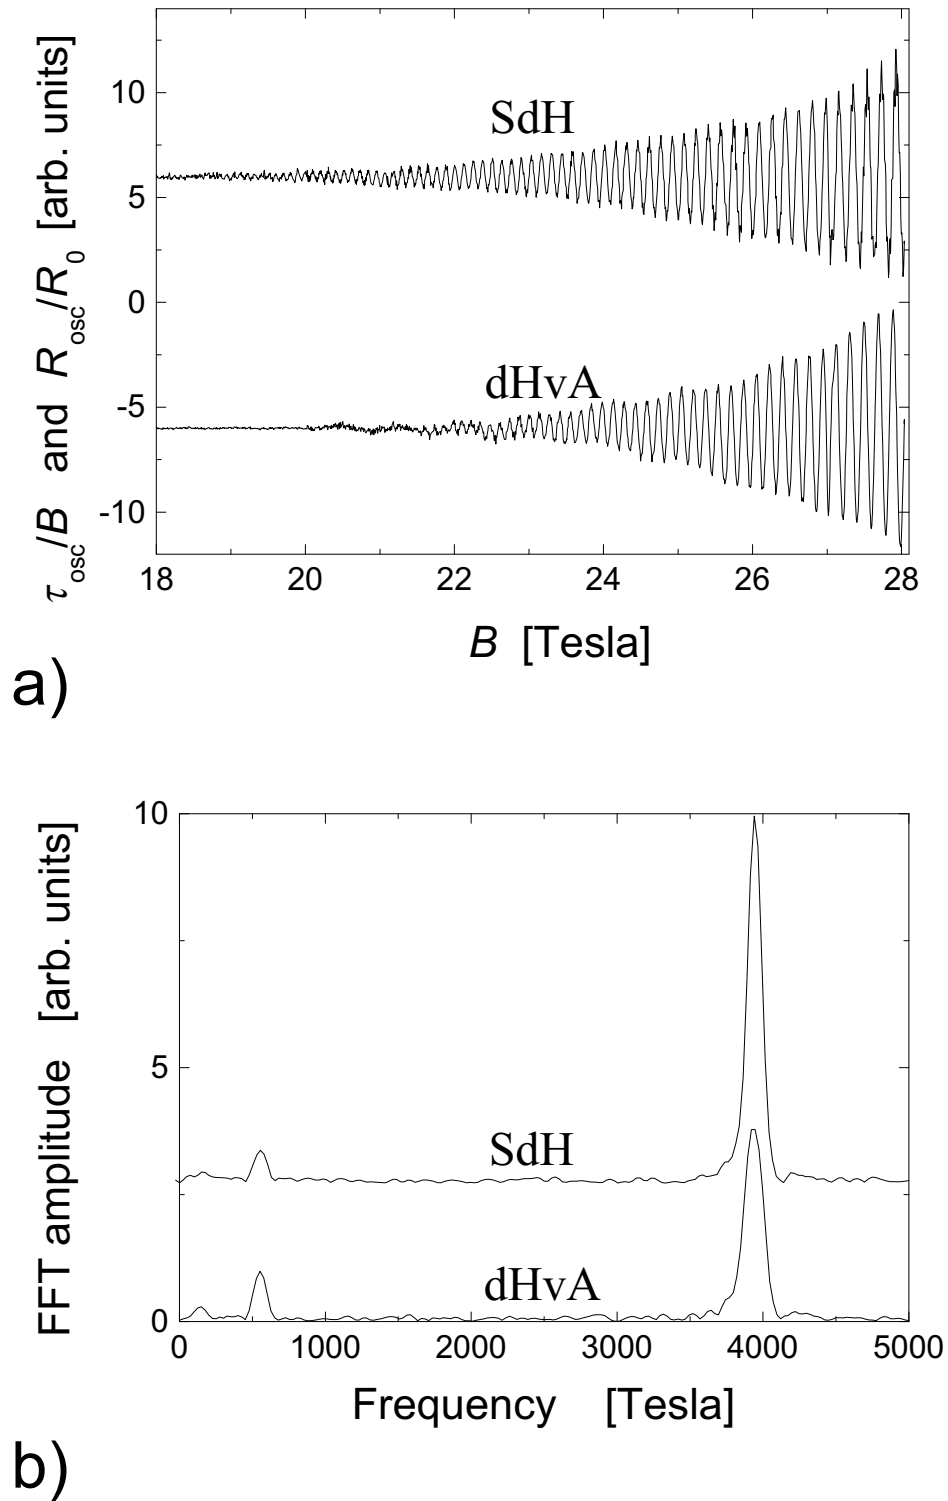 τosc/B and Rosc/R0 [arb. units]
10
5
0
-5
-10
SdH
dHvA
18 20 22 24 26 28
B [Tesla]
a)
FFT amplitude [arb. units]
10
5
0
SdH
dHvA
0 1000 2000 3000 4000 5000
Frequency [Tesla]
b)